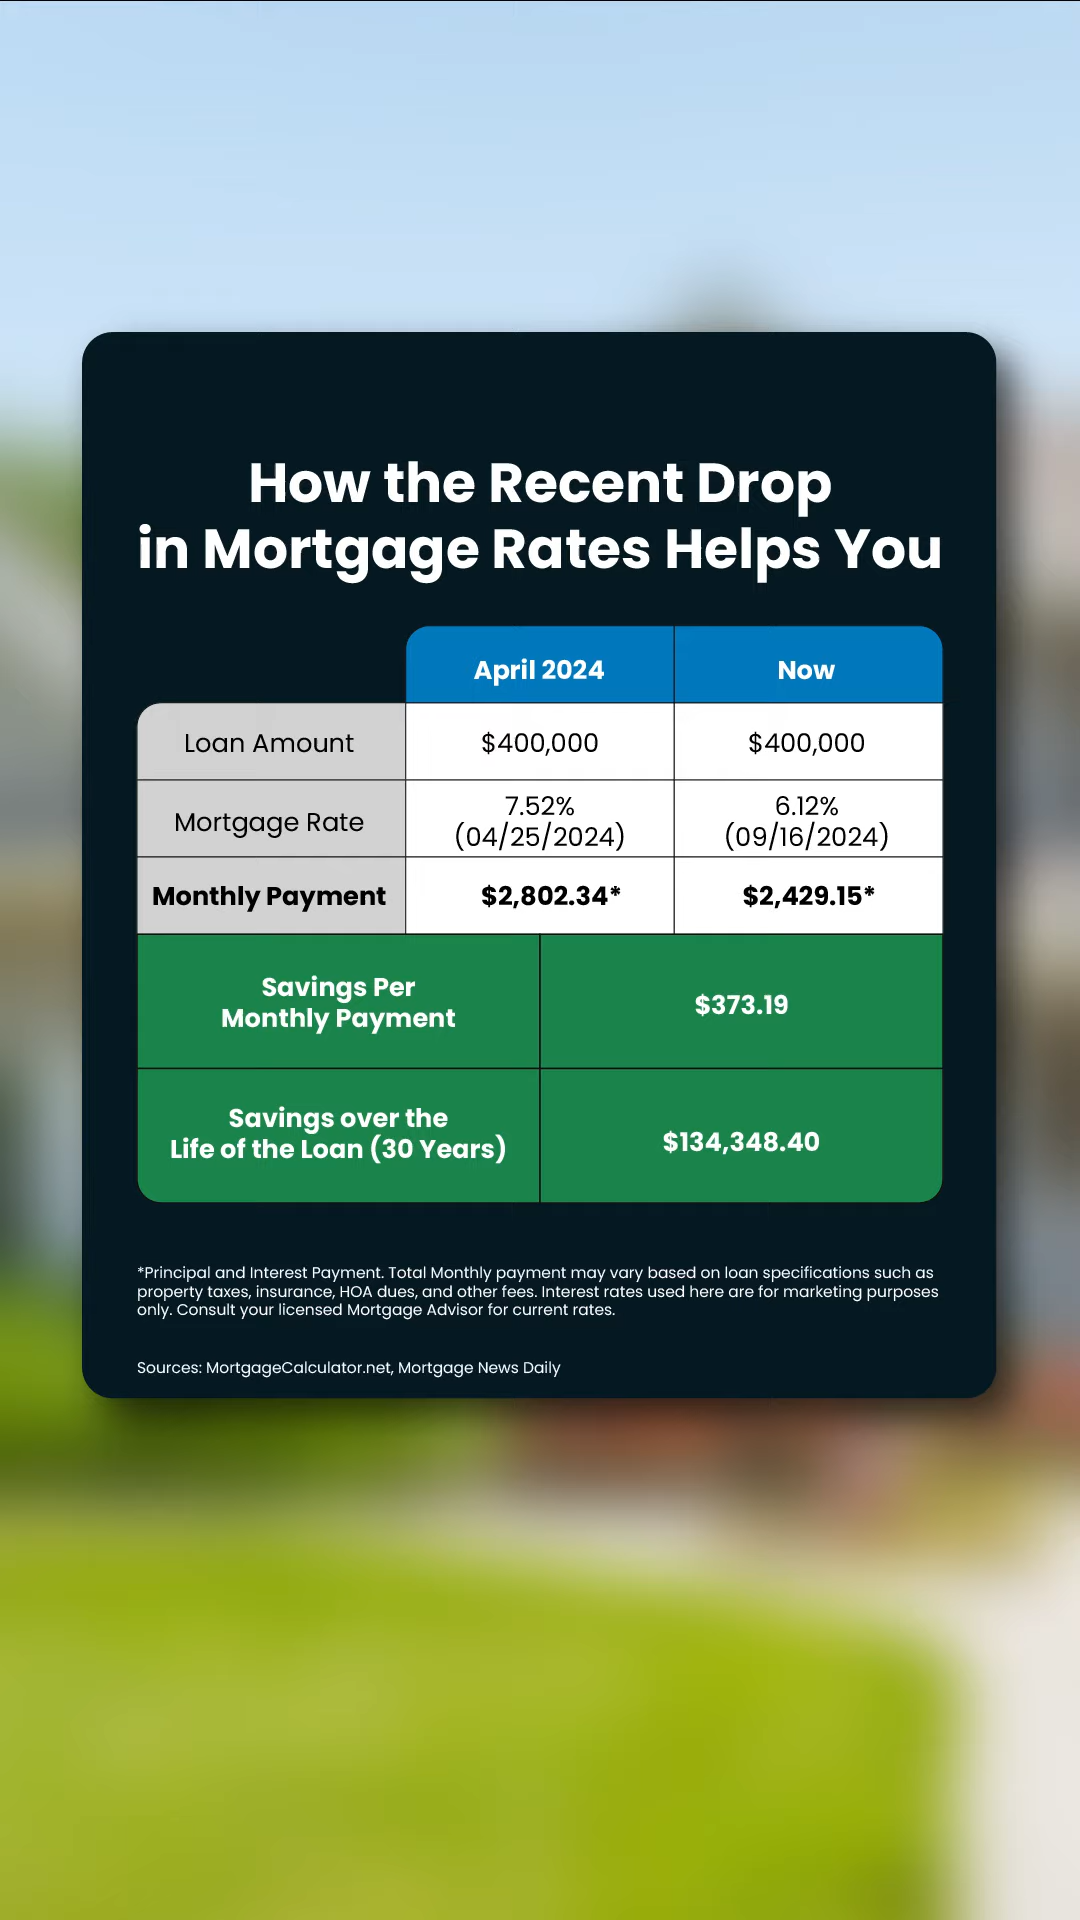 How the Recent Drop
in Mortgage Rates Helps You
April 2024 Now
Loan Amount $400,000 $400,000
Mortgage Rate 7.52% (04/25/2024) 6.12% (09/16/2024)
Monthly Payment $2,802.34* $2,429.15*
Savings Per
Monthly Payment
$373.19
Savings over the
Life of the Loan (30 Years)
$134,348.40
*Principal and Interest Payment. Total Monthly payment may vary based on loan specifications such as
property taxes, insurance, HOA dues, and other fees. Interest rates used here are for marketing purposes
only. Consult your licensed Mortgage Advisor for current rates.
Sources: MortgageCalculator.net, Mortgage News Daily